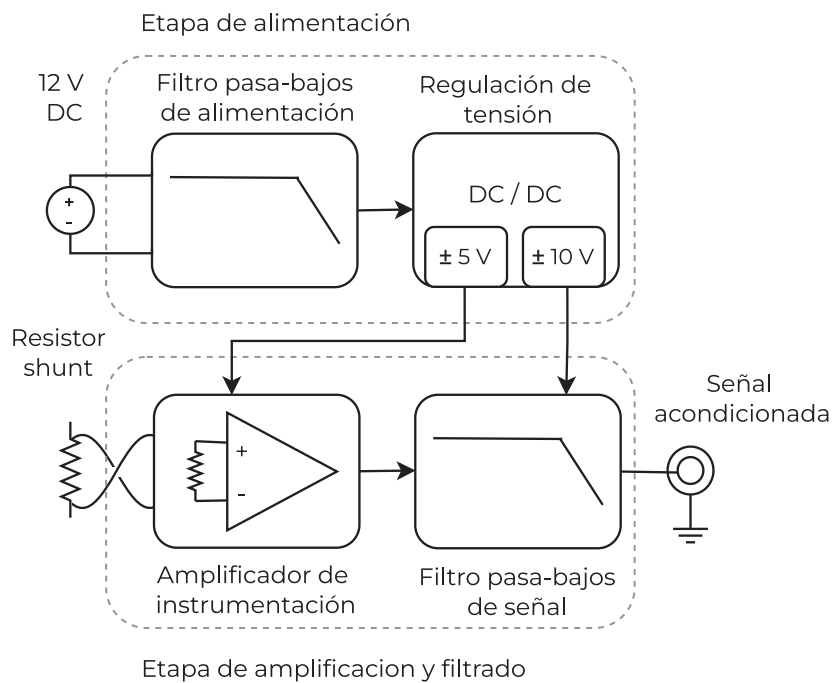 Etapa de alimentación
12 V
DC
Filtro pasa-bajos
de alimentación
Regulación de
tensión
+
-
DC / DC
± 5 V
± 10 V
Resistor
shunt
Señal
acondicionada
+
-
Amplificador de
instrumentación
Filtro pasa-bajos
de señal
Etapa de amplificacion y filtrado